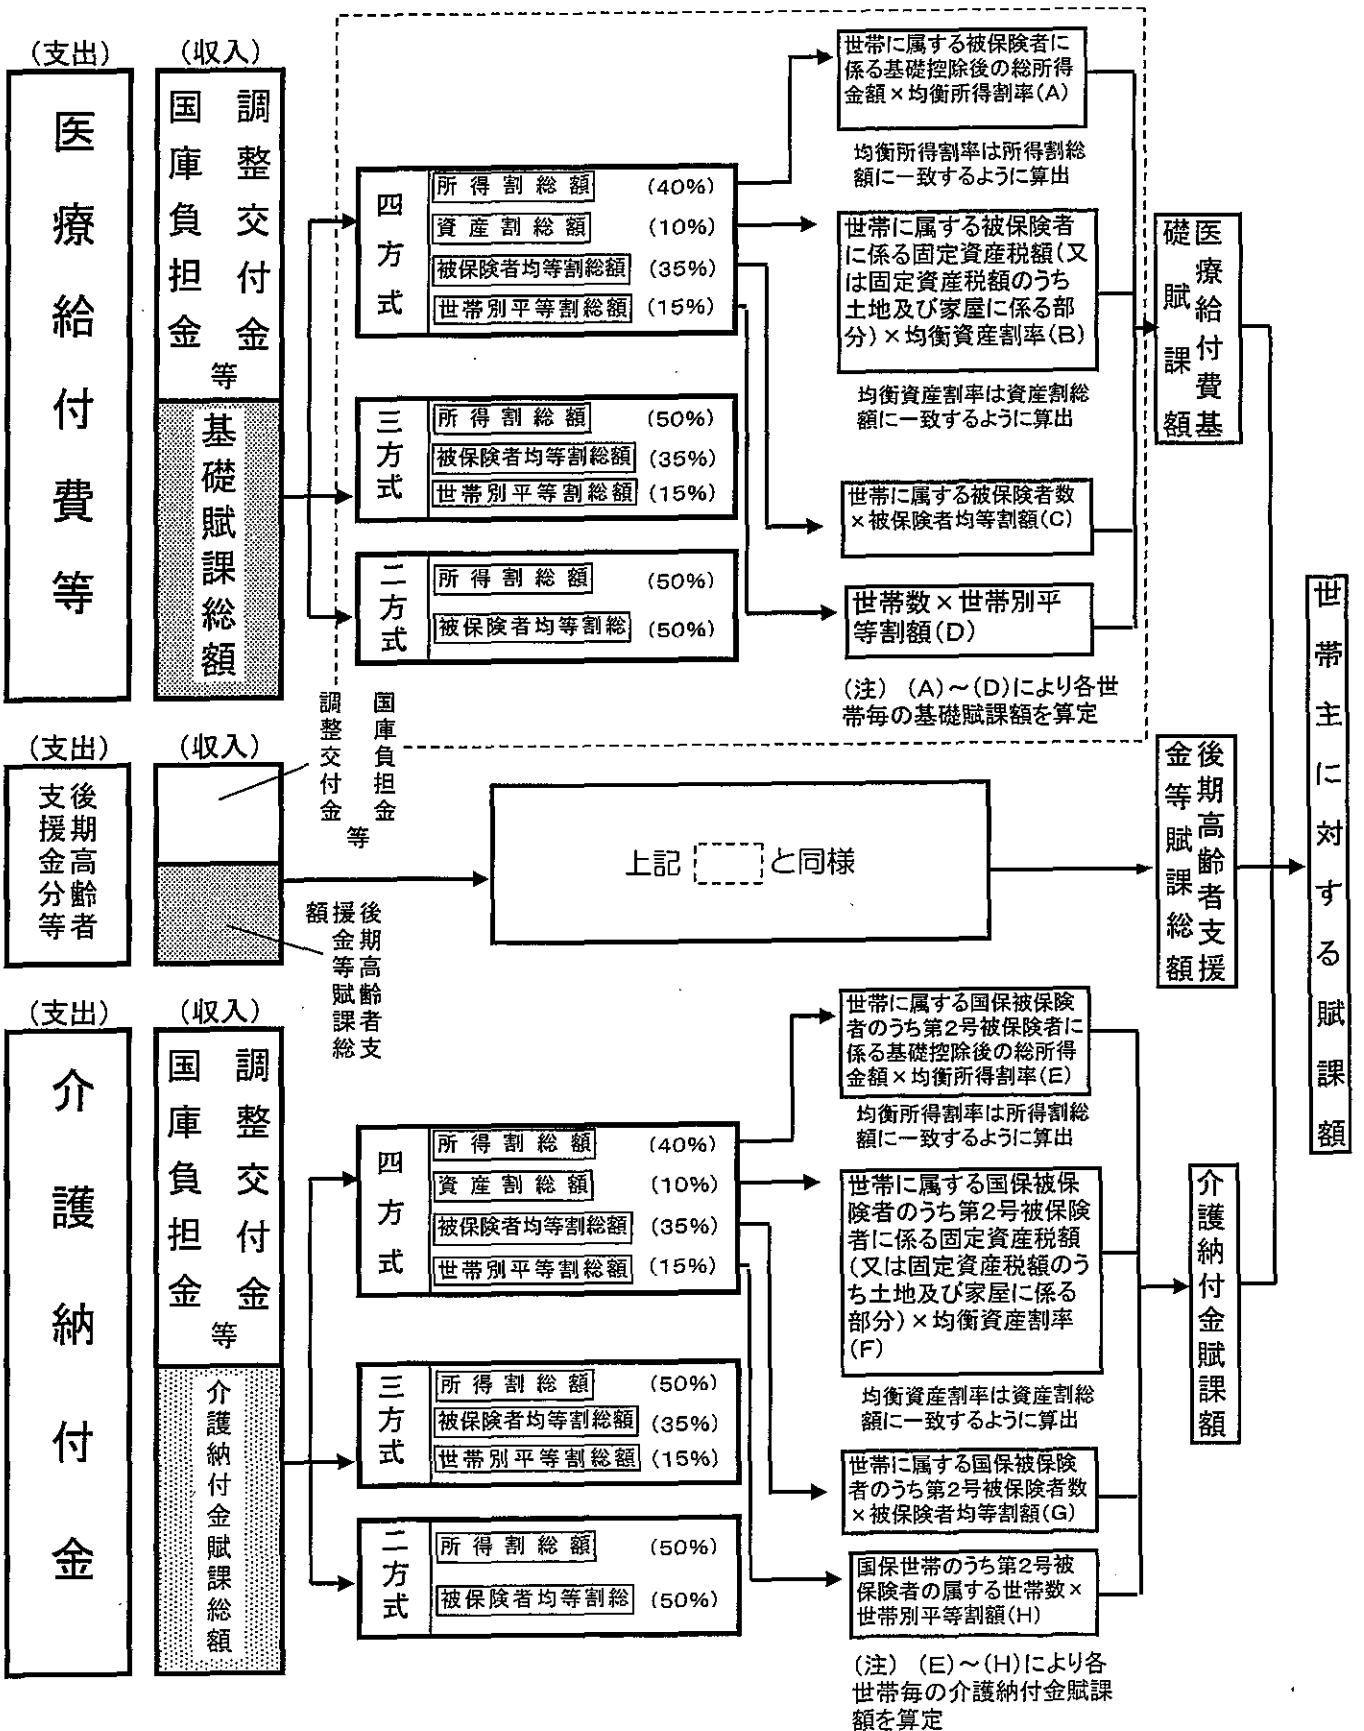 (支出)
(収入)
医療給付費等
国庫負担金
調整交付金
等
基礎賦課総額
四方式
所得割総額 (40%)
資産割総額 (10%)
被保険者均等割総額 (35%)
世帯別平等割総額 (15%)
三方式
所得割総額 (50%)
被保険者均等割総額 (35%)
世帯別平等割総額 (15%)
二方式
所得割総額 (50%)
被保険者均等割総 (50%)
世帯に属する被保険者に
係る基礎控除後の総所得
金額×均衡所得割率(A)
均衡所得割率は所得割総
額に一致するように算出
世帯に属する被保険者
に係る固定資産税額(又
は固定資産税額のうち
土地及び家屋に係る部
分)×均衡資産割率(B)
均衡資産割率は資産割総
額に一致するように算出
世帯に属する被保険者数
×被保険者均等割額(C)
世帯数×世帯別平
等割額(D)
(注) (A)~(D)により各世
帯毎の基礎賦課額を算定
医療給付費基
礎賦課額
(支出)
(収入)
後期高齢者
支援金分等
国庫負担金
調整交付金
等
後期高齢者支
援金等賦課総
額
上記 と同様
後期高齢者支援
金等賦課総額
世帯主に対する賦課額
(支出)
(収入)
介護納付金
国庫負担金
調整交付金
等
介護納付金賦課総額
四方式
所得割総額 (40%)
資産割総額 (10%)
被保険者均等割総額 (35%)
世帯別平等割総額 (15%)
三方式
所得割総額 (50%)
被保険者均等割総額 (35%)
世帯別平等割総額 (15%)
二方式
所得割総額 (50%)
被保険者均等割総 (50%)
世帯に属する国保被保険
者のうち第2号被保険者に
係る基礎控除後の総所得
金額×均衡所得割率(E)
均衡所得割率は所得割総
額に一致するように算出
世帯に属する国保被保
険者のうち第2号被保険
者に係る固定資産税額
(又は固定資産税額のう
ち土地及び家屋に係る
部分)×均衡資産割率
(F)
均衡資産割率は資産割総
額に一致するように算出
世帯に属する国保被保険
者のうち第2号被保険者数
×被保険者均等割額(G)
国保世帯のうち第2号被
保険者の属する世帯数×
世帯別平等割額(H)
(注) (E)~(H)により各
世帯毎の介護納付金賦課
額を算定
介護納付金賦課額